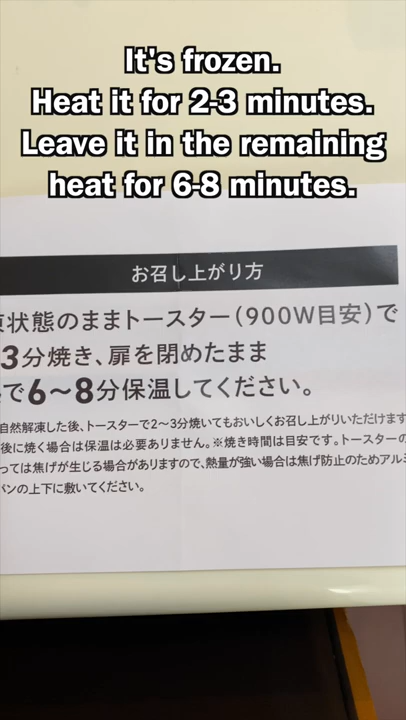 It's frozen.
Heat it for 2-3 minutes.
Leave it in the remaining
heat for 6-8 minutes.
お召し上がり方
状態のままトースター(900W目安)で
3分焼き、扉を閉めたまま
で6〜8分保温してください。
自然解凍した後、トースターで2〜3分焼いてもおいしくお召し上がりいただけます
後に焼く場合は保温は必要ありません。※焼き時間は目安です。トースターの
っては焦げが生じる場合がありますので、熱量が強い場合は焦げ防止のためアルミ
パンの上下に敷いてください。